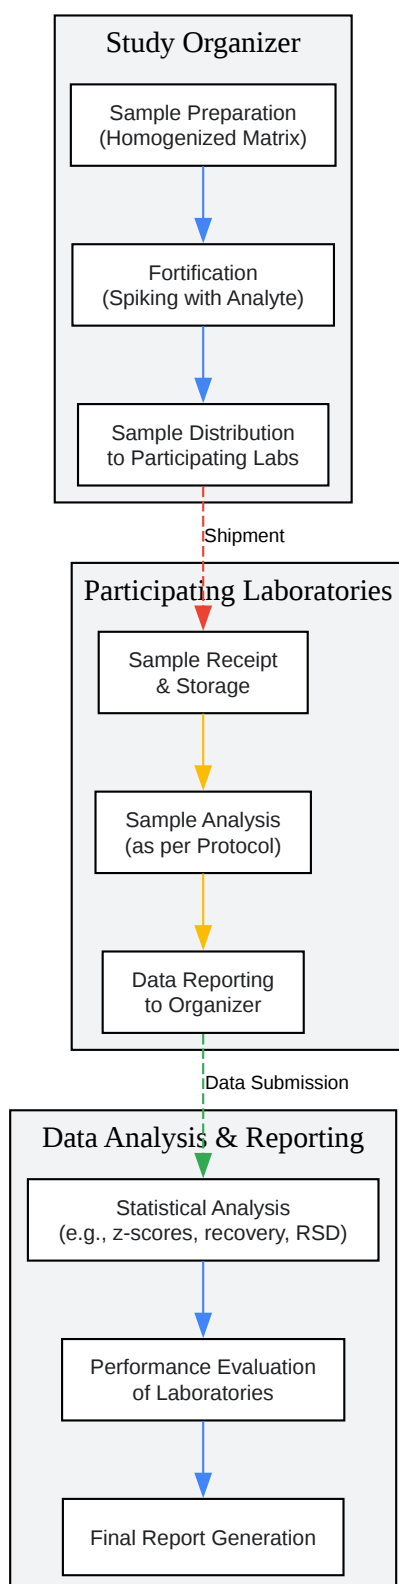 Study Organizer
Sample Preparation
(Homogenized Matrix)
Fortification
(Spiking with Analyte)
Sample Distribution
to Participating Labs
Shipment
Participating Laboratories
Sample Receipt
& Storage
Sample Analysis
(as per Protocol)
Data Reporting
to Organizer
Data Submission
Data Analysis & Reporting
Statistical Analysis
(e.g., z-scores, recovery, RSD)
Performance Evaluation
of Laboratories
Final Report Generation